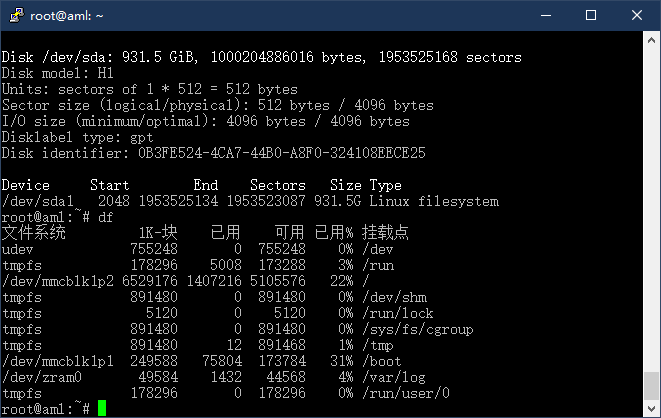 root@aml: ~
Disk /dev/sda: 931.5 GiB, 1000204886016 bytes, 1953525168 sectors
Disk model: H1
Units: sectors of 1 * 512 = 512 bytes
Sector size (logical/physical): 512 bytes / 4096 bytes
I/O size (minimum/optimal): 4096 bytes / 4096 bytes
Disklabel type: gpt
Disk identifier: 0B3FE524-4CA7-44B0-A8F0-324108EECE25
Device     Start        End    Sectors   Size Type
/dev/sda1   2048 1953525134 1953523087 931.5G Linux filesystem
root@aml:~# df
文件系统         1K-块    已用    可用 已用% 挂载点
udev            755248       0  755248    0% /dev
tmpfs           178296    5008  173288    3% /run
/dev/mmcblk1p2 6529176 1407216 5105576   22% /
tmpfs           891480       0  891480    0% /dev/shm
tmpfs             5120       0    5120    0% /run/lock
tmpfs           891480       0  891480    0% /sys/fs/cgroup
tmpfs           891480      12  891468    1% /tmp
/dev/mmcblk1p1  249588   75804  173784   31% /boot
/dev/zram0       49584    1432   44568    4% /var/log
tmpfs           178296       0  178296    0% /run/user/0
root@aml:~#